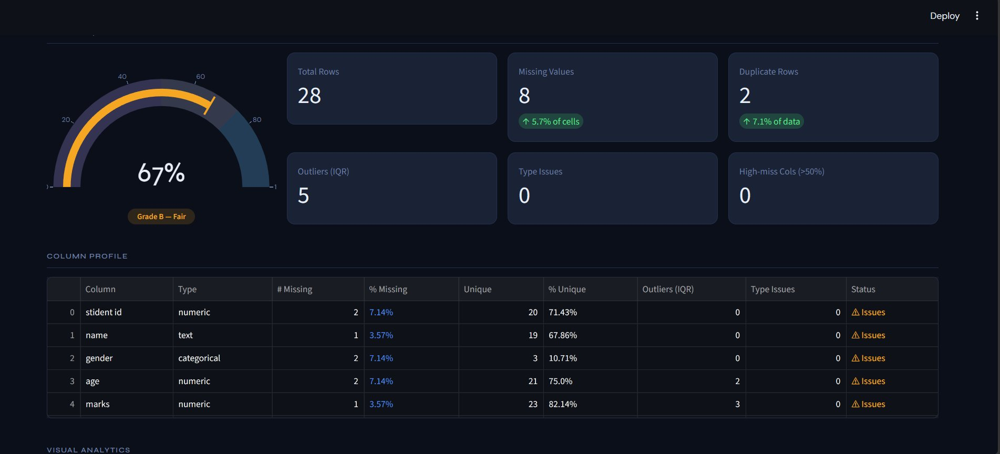 Deploy
40
60
20
80
67%
Grade B — Fair
Total Rows
28
Missing Values
8
↑ 5.7% of cells
Duplicate Rows
2
↑ 7.1% of data
Outliers (IQR)
5
Type Issues
0
High-miss Cols (>50%)
0
COLUMN PROFILE
Column Type # Missing % Missing Unique % Unique Outliers (IQR) Type Issues Status
0 stident id numeric 2 7.14% 20 71.43% 0 0 ⚠ Issues
1 name text 1 3.57% 19 67.86% 0 0 ⚠ Issues
2 gender categorical 2 7.14% 3 10.71% 0 0 ⚠ Issues
3 age numeric 2 7.14% 21 75.0% 2 0 ⚠ Issues
4 marks numeric 1 3.57% 23 82.14% 3 0 ⚠ Issues
VISUAL ANALYTICS